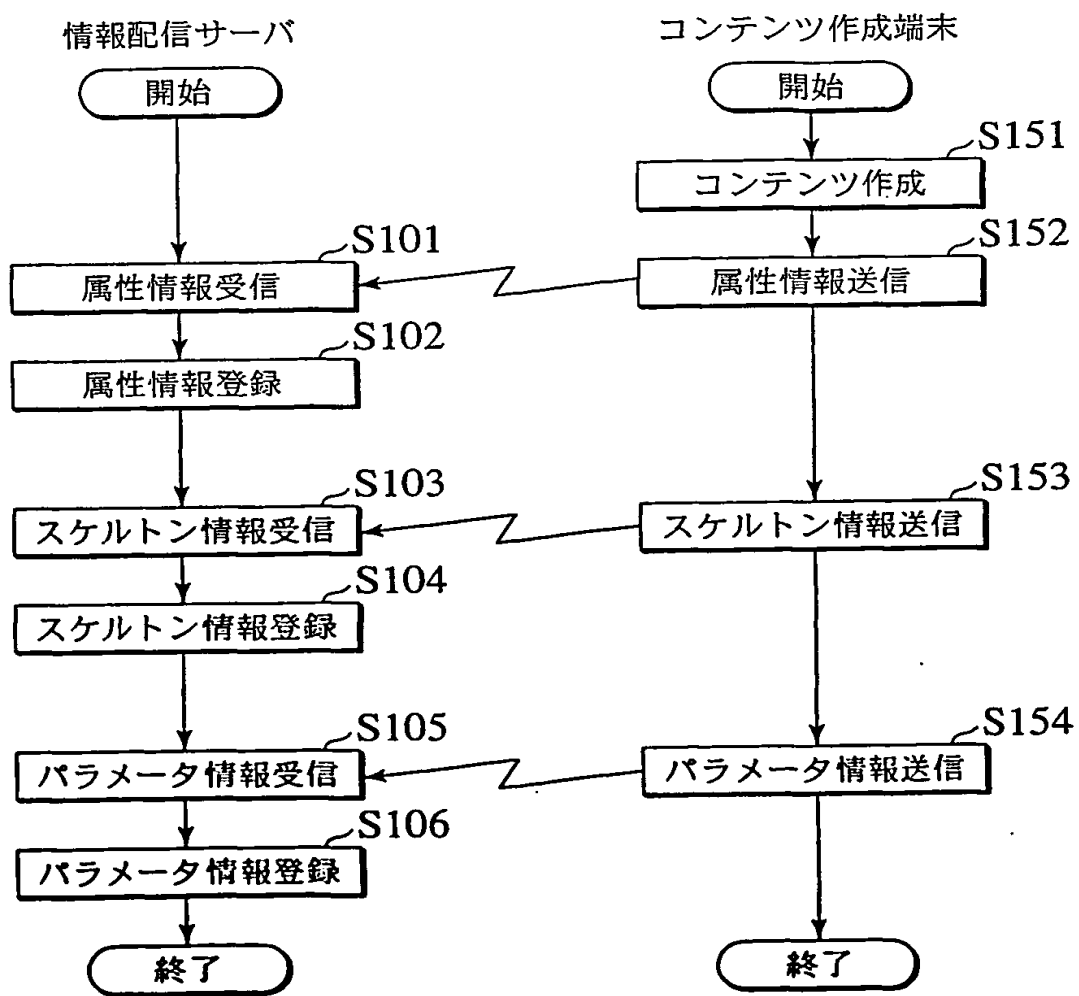 情報配信サーバ
開始
S101
属性情報受信
S102
属性情報登録
S103
スケルトン情報受信
S104
スケルトン情報登録
S105
パラメータ情報受信
S106
パラメータ情報登録
終了
コンテンツ作成端末
開始
S151
コンテンツ作成
S152
属性情報送信
S153
スケルトン情報送信
S154
パラメータ情報送信
終了